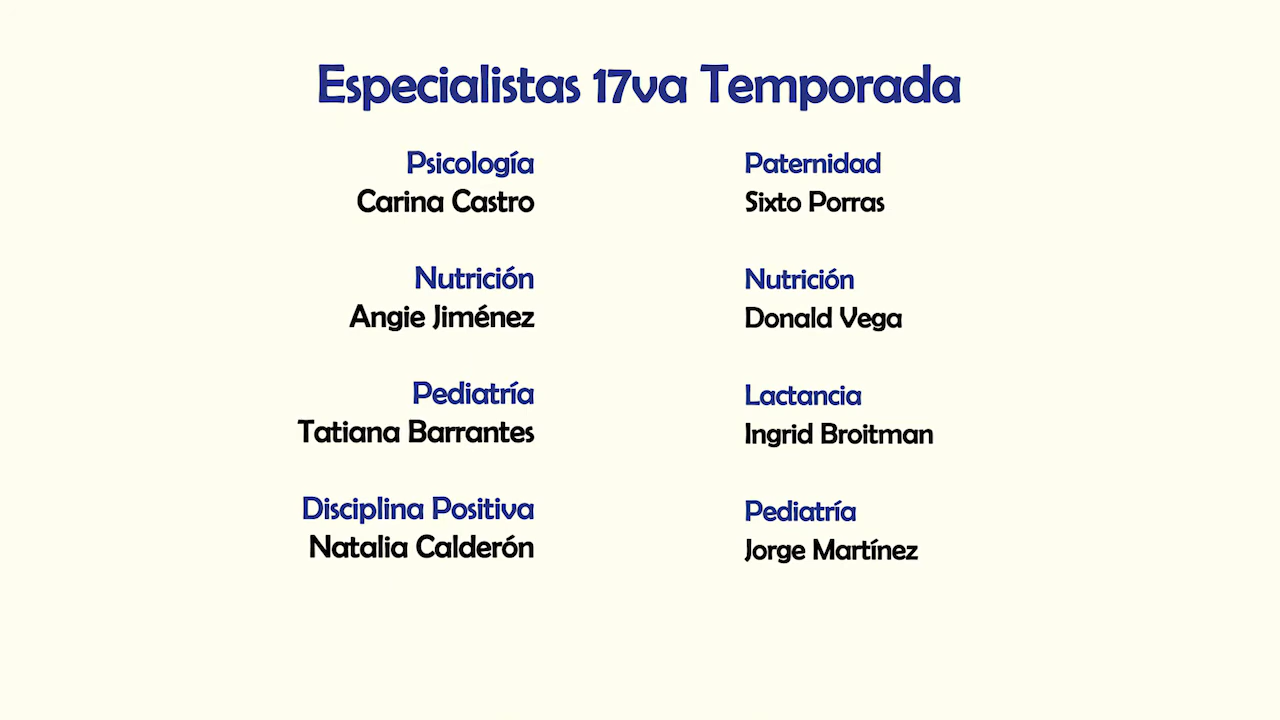 Especialistas 17va Temporada
Psicología
Carina Castro
Nutrición
Angie Jiménez
Pediatría
Tatiana Barrantes
Disciplina Positiva
Natalia Calderón
Paternidad
Sixto Porras
Nutrición
Donald Vega
Lactancia
Ingrid Broitman
Pediatría
Jorge Martínez